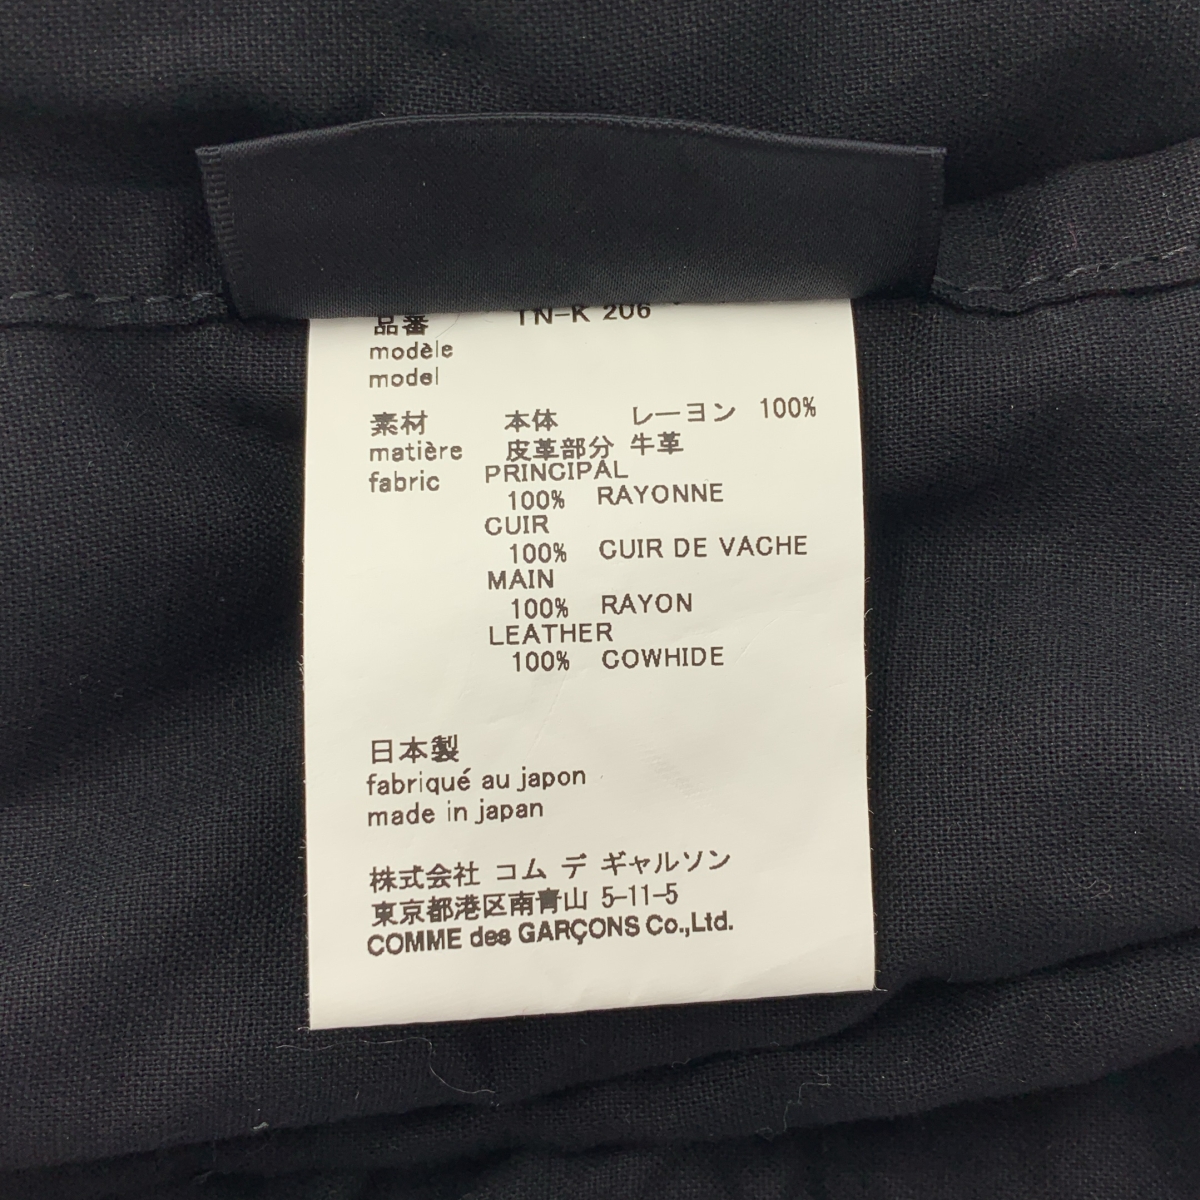 品番 TN-K 206
modèle
model
素材 本体 レーヨン 100%
matière 皮革部分 牛革
fabric PRINCIPAL
100% RAYONNE
CUIR
100% CUIR DE VACHE
MAIN
100% RAYON
LEATHER
100% COWHIDE
日本製
fabriqué au japon
made in japan
株式会社 コム デ ギャルソン
東京都港区南青山 5-11-5
COMME des GARÇONS Co.,Ltd.